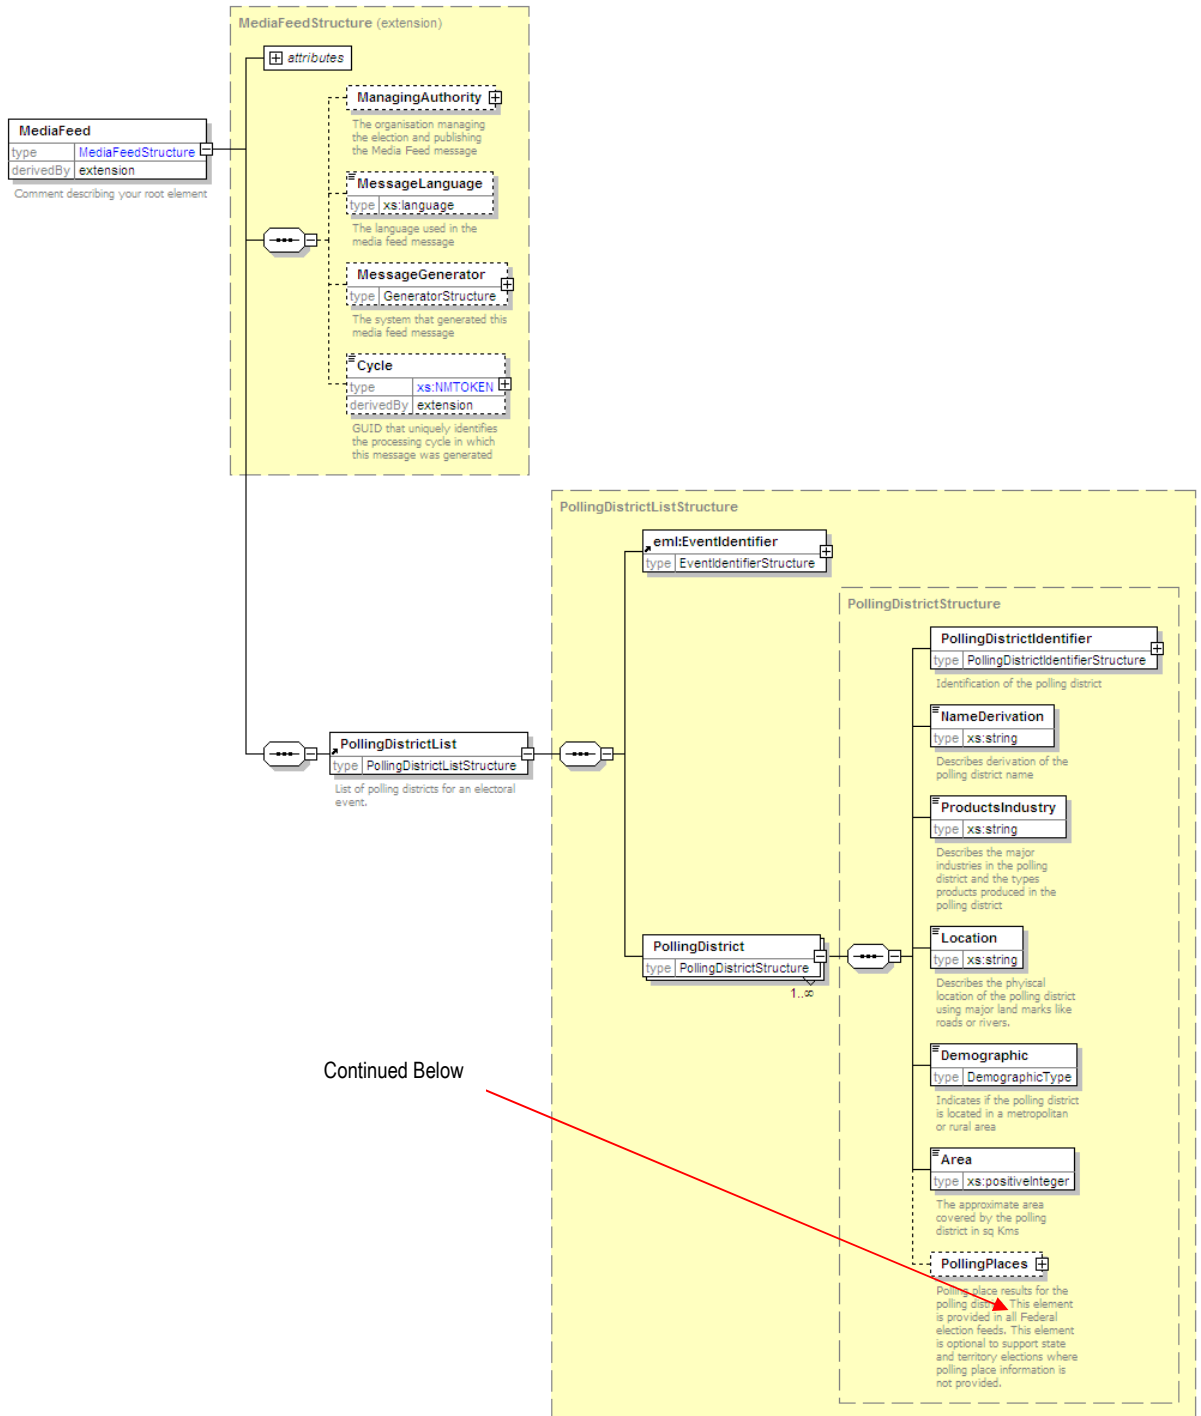 MediaFeedStructure (extension)
attributes
ManagingAuthority
The organisation managing
the election and publishing
the Media Feed message
MediaFeed
type MediaFeedStructure
derivedBy extension
Comment describing your root element
MessageLanguage
type xs:language
The language used in the
media feed message
MessageGenerator
type GeneratorStructure
The system that generated this
media feed message
Cycle
type xs:NMTOKEN
derivedBy extension
GUID that uniquely identifies
the processing cycle in which
this message was generated
PollingDistrictListStructure
eml:EventIdentifier
type EventIdentifierStructure
PollingDistrictStructure
PollingDistrictIdentifier
type PollingDistrictIdentifierStructure
Identification of the polling district
NameDerivation
type xs:string
Describes derivation of the
polling district name
PollingDistrictList
type PollingDistrictListStructure
List of polling districts for an electoral
event.
ProductsIndustry
type xs:string
Describes the major
industries in the polling
district and the types
products produced in the
polling district
PollingDistrict
type PollingDistrictStructure
1..∞
Location
type xs:string
Describes the phyiscal
location of the polling district
using major land marks like
roads or rivers.
Continued Below
Demographic
type DemographicType
Indicates if the polling district
is located in a metropolitan
or rural area
Area
type xs:positiveInteger
The approximate area
covered by the polling
district in sq Kms
PollingPlaces
Polling place results for the
polling district. This element
is provided in all Federal
election feeds. This element
is optional to support state
and territory elections where
polling place information is
not provided.